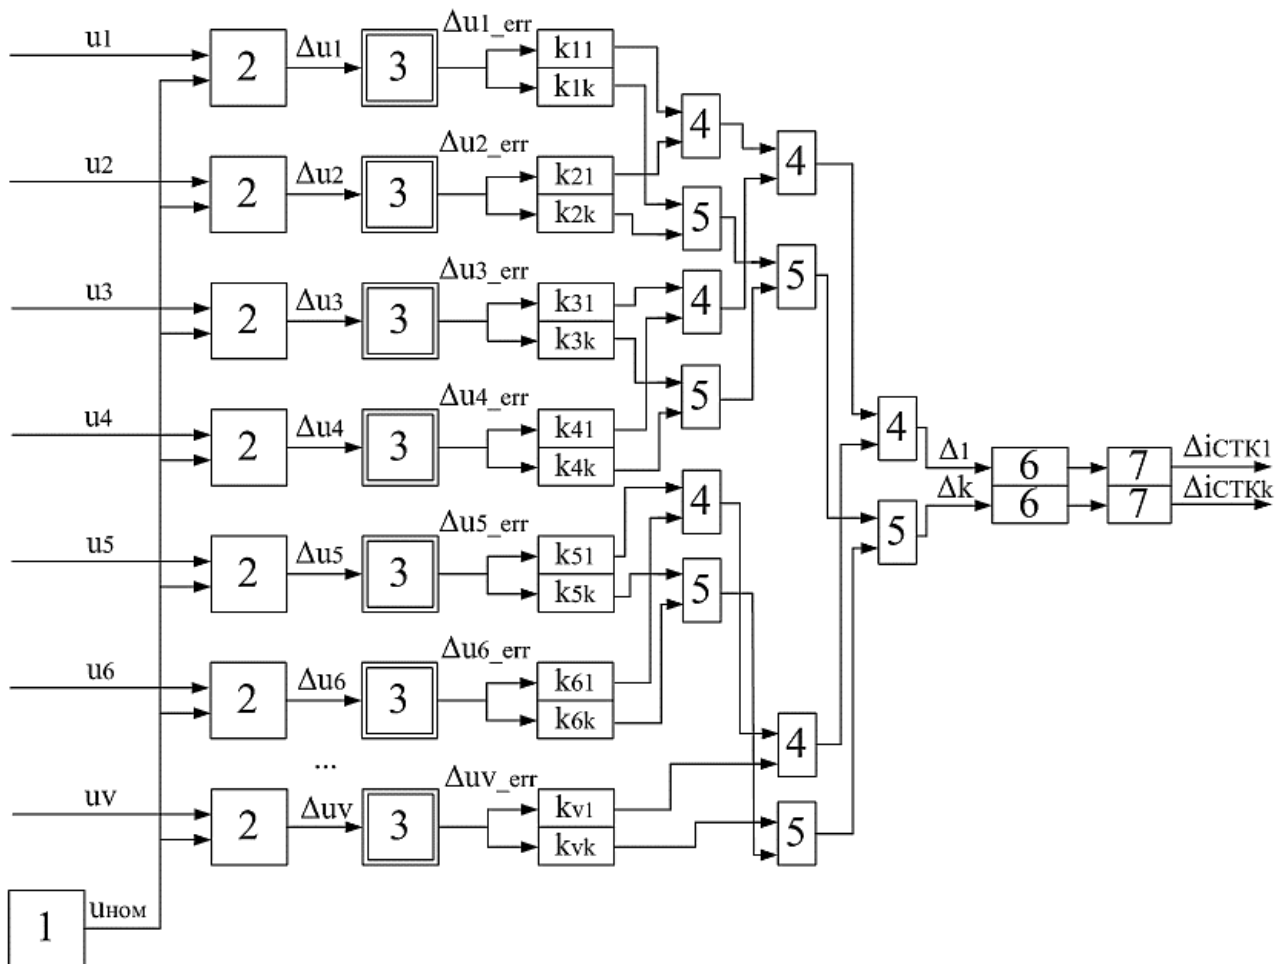 u1 2 Δu1 3 Δu1_err k11
k1k
4
4
u2 2 Δu2 3 Δu2_err k21
k2k
5
5
u3 2 Δu3 3 Δu3_err k31
k3k
4
5
u4 2 Δu4 3 Δu4_err k41
k4k
4
Δ1 6 7 ΔiСТК1
Δk 6 7 ΔiСТКk
5
u5 2 Δu5 3 Δu5_err k51
k5k
4
5
u6 2 Δu6 3 Δu6_err k61
k6k
4
...
uv 2 Δuv 3 Δuv_err kv1
kvk
5
1 uном